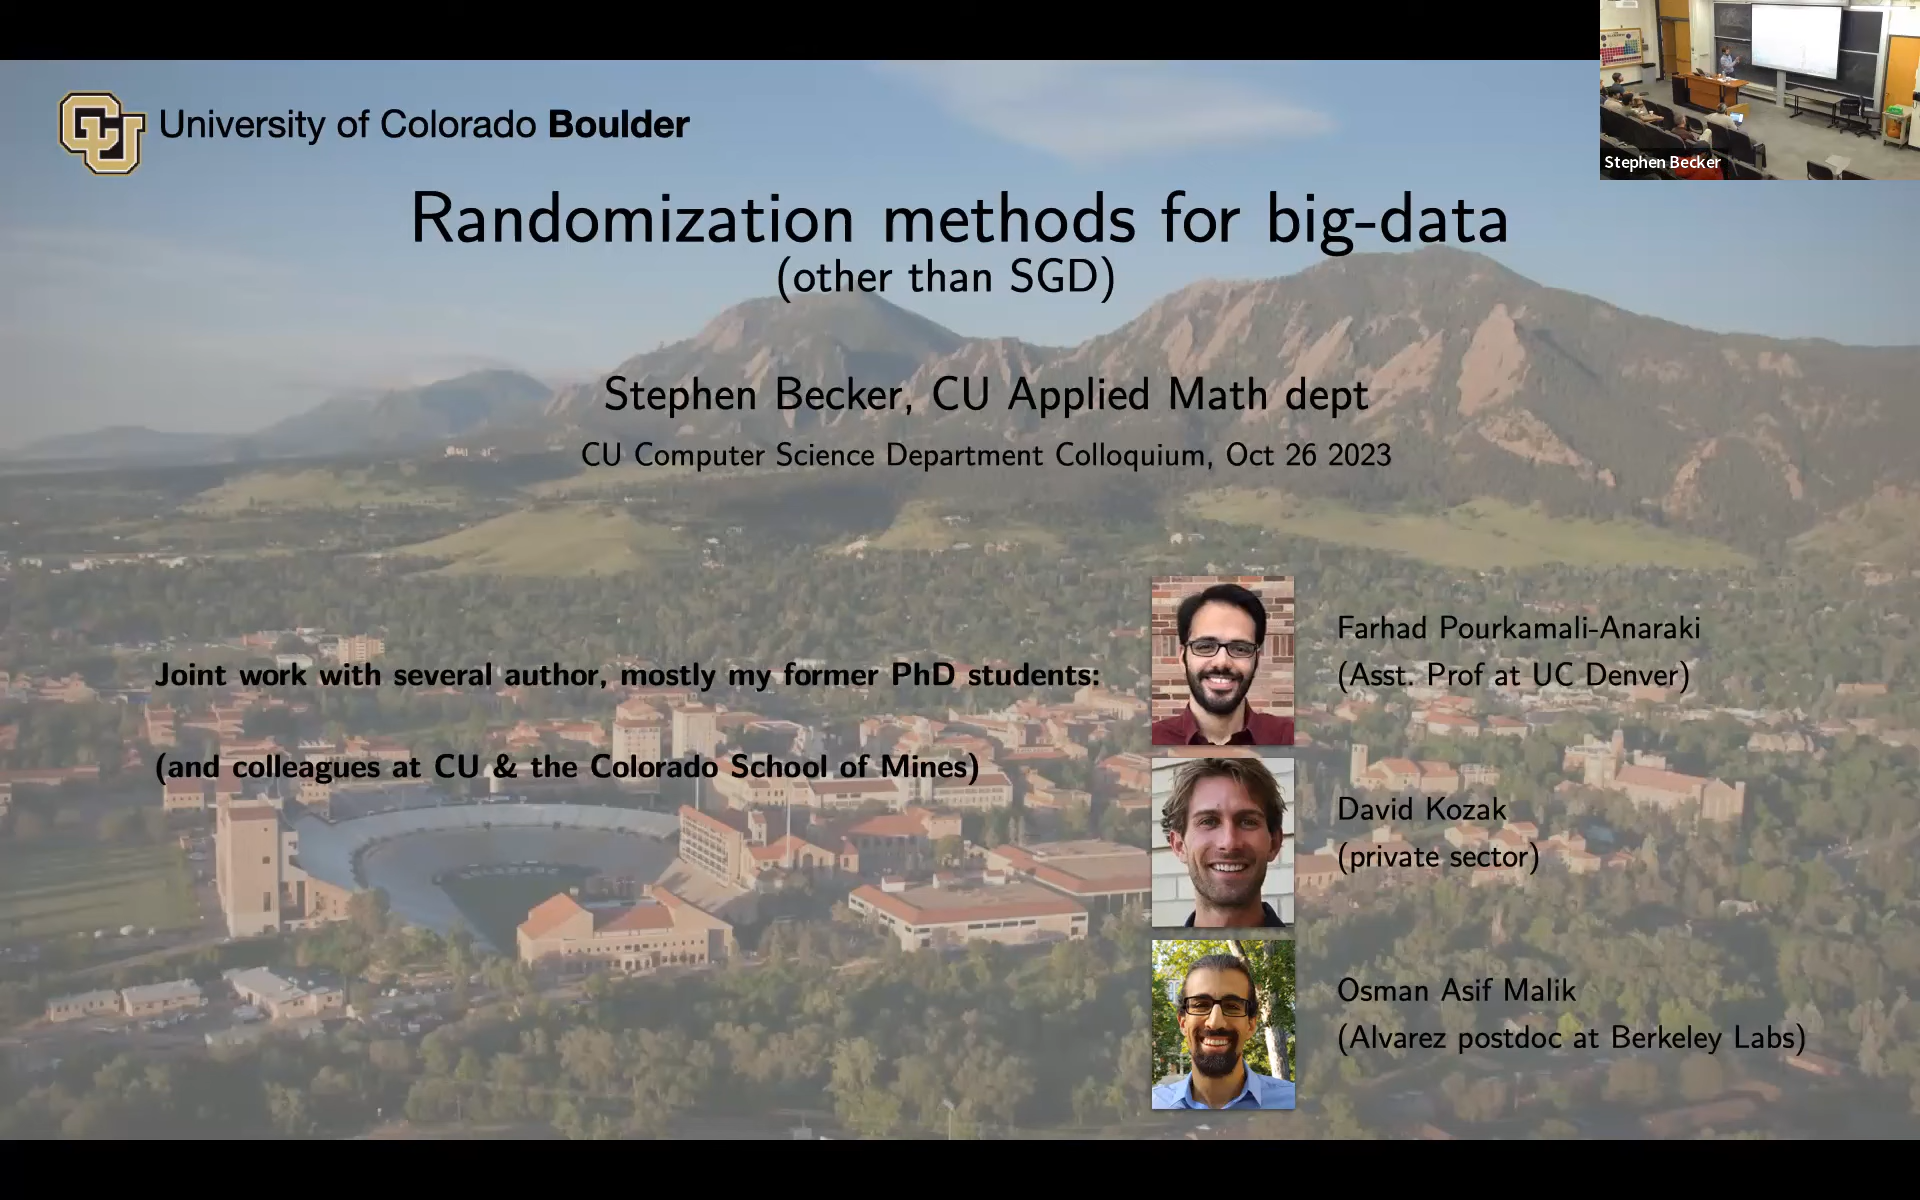 University of Colorado Boulder
Randomization methods for big-data
(other than SGD)
Stephen Becker, CU Applied Math dept
CU Computer Science Department Colloquium, Oct 26 2023
Joint work with several author, mostly my former PhD students:
(and colleagues at CU & the Colorado School of Mines)
Farhad Pourkamali-Anaraki
(Asst. Prof at UC Denver)
David Kozak
(private sector)
Osman Asif Malik
(Alvarez postdoc at Berkeley Labs)
Stephen Becker